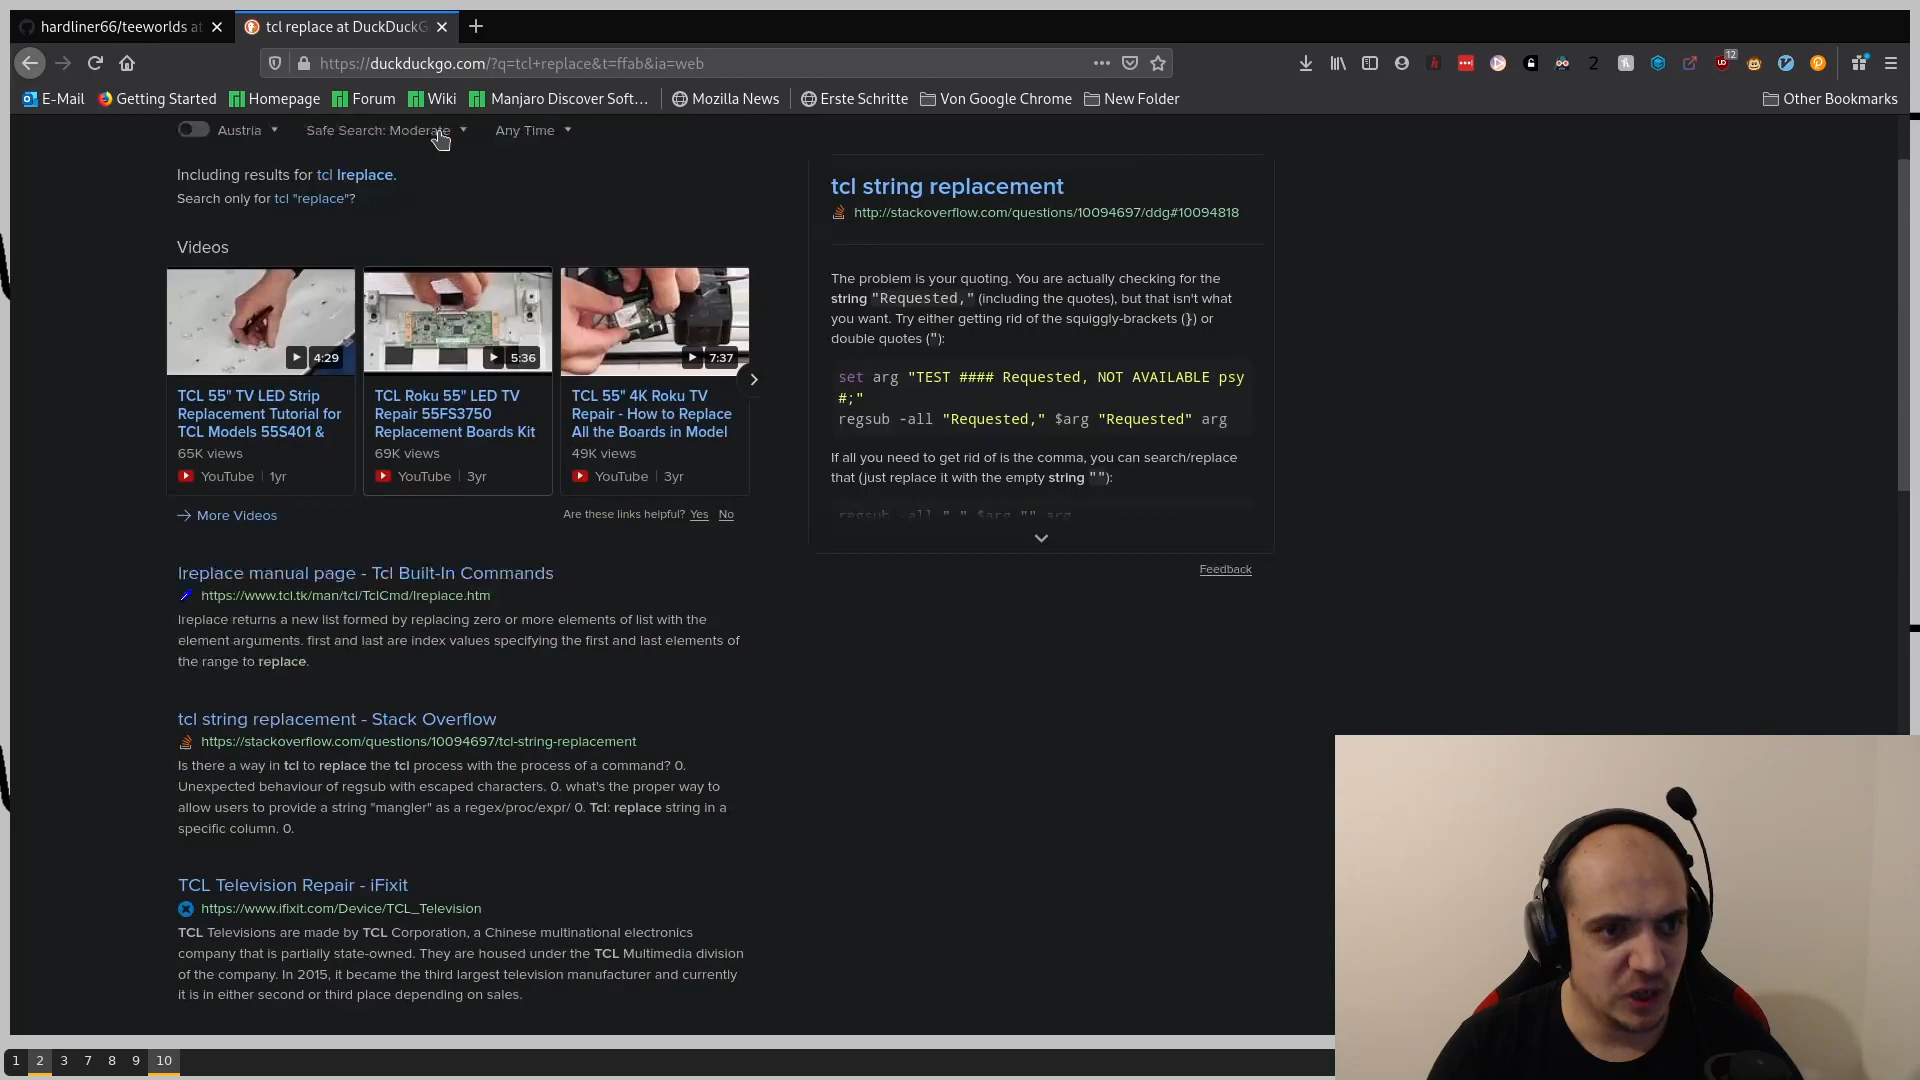 hardliner66/teeworlds at
tcl replace at DuckDuckG
https://duckduckgo.com/?q=tcl+replace&t=ffab&ia=web
12
2
E-Mail
Getting Started
Homepage
Forum
Wiki
Manjaro Discover Soft…
Mozilla News
Erste Schritte
Von Google Chrome
New Folder
Other Bookmarks
Austria
Safe Search: Moderate
Any Time
Including results for tcl lreplace.
Search only for tcl "replace"?
Videos
4:29
TCL 55" TV LED Strip
Replacement Tutorial for
TCL Models 55S401 &
65K views
YouTube | 1yr
5:36
TCL Roku 55" LED TV
Repair 55FS3750
Replacement Boards Kit
69K views
YouTube | 3yr
7:37
TCL 55" 4K Roku TV
Repair - How to Replace
All the Boards in Model
49K views
YouTube | 3yr
More Videos
Are these links helpful? Yes No
lreplace manual page - Tcl Built-In Commands
https://www.tcl.tk/man/tcl/TclCmd/lreplace.htm
lreplace returns a new list formed by replacing zero or more elements of list with the
element arguments. first and last are index values specifying the first and last elements of
the range to replace.
tcl string replacement - Stack Overflow
https://stackoverflow.com/questions/10094697/tcl-string-replacement
Is there a way in tcl to replace the tcl process with the process of a command? 0.
Unexpected behaviour of regsub with escaped characters. 0. what's the proper way to
allow users to provide a string "mangler" as a regex/proc/expr/ 0. Tcl: replace string in a
specific column. 0.
TCL Television Repair - iFixit
https://www.ifixit.com/Device/TCL_Television
TCL Televisions are made by TCL Corporation, a Chinese multinational electronics
company that is partially state-owned. They are housed under the TCL Multimedia division
of the company. In 2015, it became the third largest television manufacturer and currently
it is in either second or third place depending on sales.
tcl string replacement
http://stackoverflow.com/questions/10094697/ddg#10094818
The problem is your quoting. You are actually checking for the
string "Requested," (including the quotes), but that isn't what
you want. Try either getting rid of the squiggly-brackets (}) or
double quotes ("):
set arg "TEST #### Requested, NOT AVAILABLE psy
#;"
regsub -all "Requested," $arg "Requested" arg
If all you need to get rid of is the comma, you can search/replace
that (just replace it with the empty string ""):
regsub -all "," $arg "" arg
Feedback
1 2 3 7 8 9 10